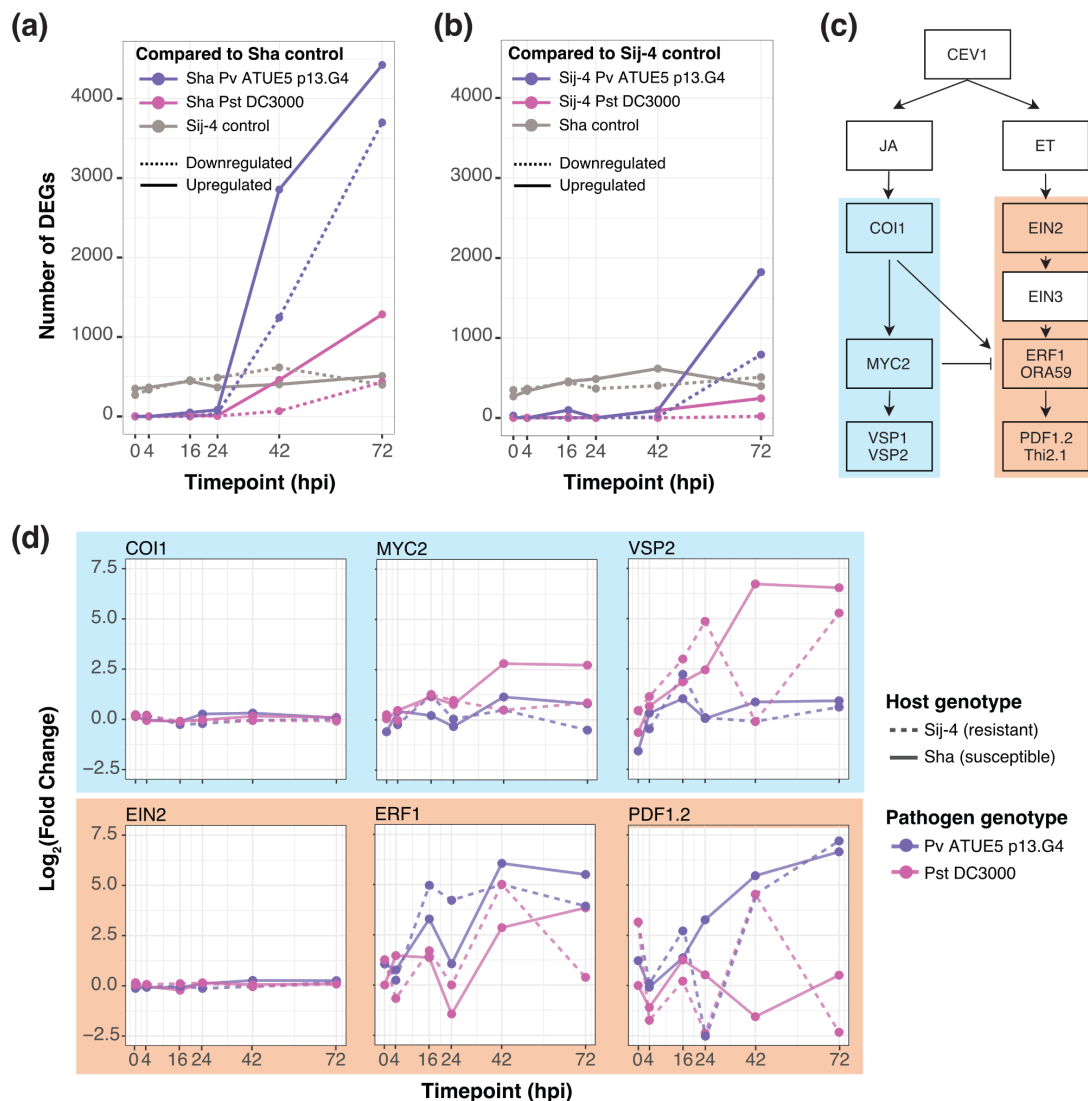 (a)
Compared to Sha control
Sha Pv ATUE5 p13.G4
Sha Pst DC3000
Sij-4 control
Downregulated
Upregulated
Number of DEGs
4000
3000
2000
1000
0
0 4 16 24 42 72
Timepoint (hpi)
(b)
Compared to Sij-4 control
Sij-4 Pv ATUE5 p13.G4
Sij-4 Pst DC3000
Sha control
Downregulated
Upregulated
4000
3000
2000
1000
0
0 4 16 24 42 72
Timepoint (hpi)
(c)
CEV1
JA
ET
COI1
EIN2
EIN3
MYC2
ERF1
ORA59
VSP1
VSP2
PDF1.2
Thi2.1
(d)
COI1
MYC2
VSP2
7.5
5.0
2.5
0.0
−2.5
EIN2
ERF1
PDF1.2
7.5
5.0
2.5
0.0
−2.5
Log2(Fold Change)
0 4 16 24 42 72
0 4 16 24 42 72
0 4 16 24 42 72
Timepoint (hpi)
Host genotype
Sij-4 (resistant)
Sha (susceptible)
Pathogen genotype
Pv ATUE5 p13.G4
Pst DC3000